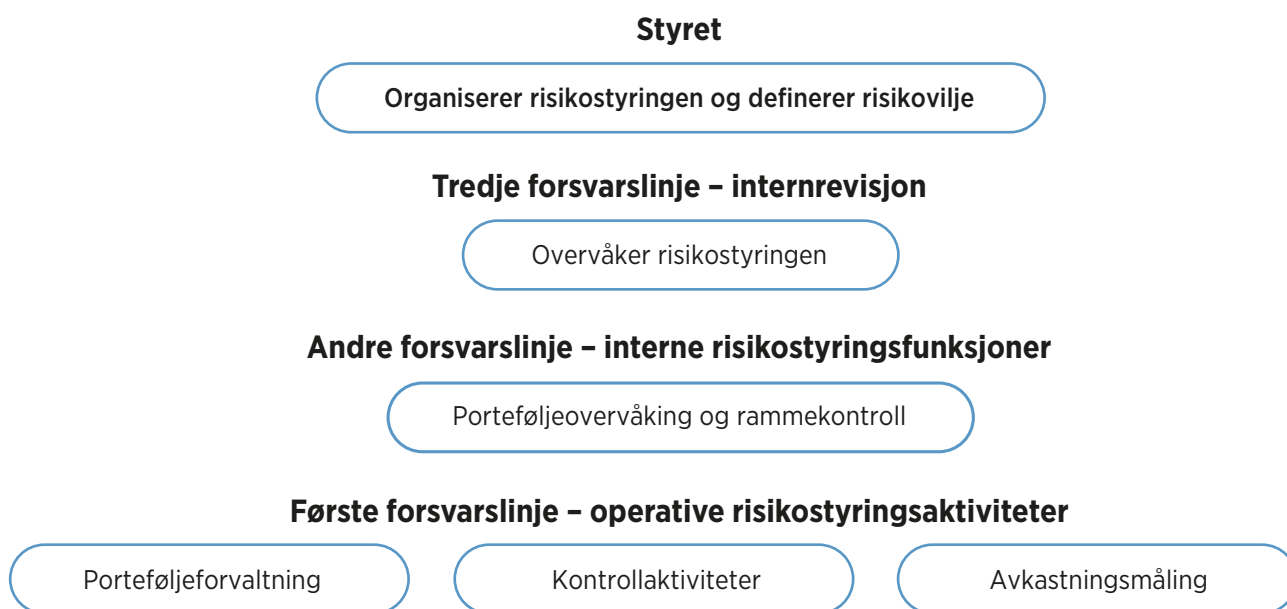 Styret
Organiserer risikostyringen og definerer risikovilje
Tredje forsvarslinje – internrevisjon
Overvåker risikostyringen
Andre forsvarslinje – interne risikostyringsfunksjoner
Porteføljeovervåking og rammekontroll
Første forsvarslinje – operative risikostyringsaktiviteter
Porteføljeforvaltning
Kontrollaktiviteter
Avkastningsmåling